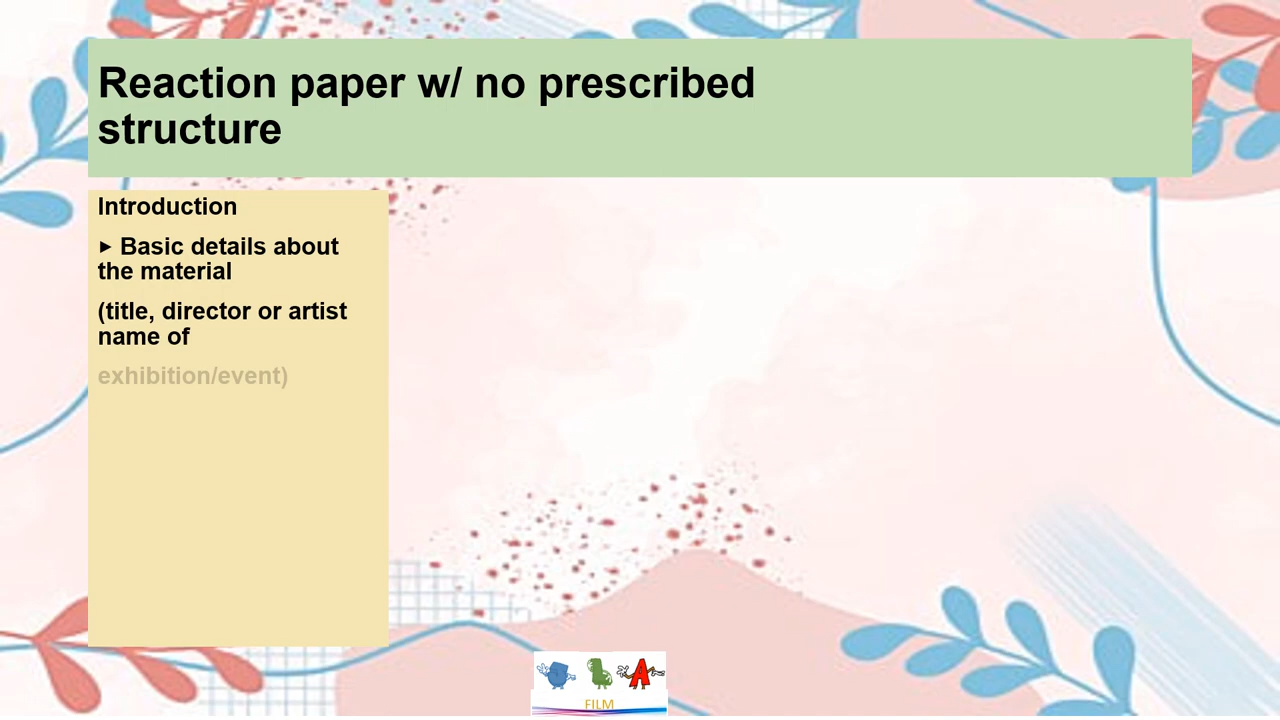 Reaction paper w/ no prescribed
structure
Introduction
▸ Basic details about
the material
(title, director or artist
name of
exhibition/event)
A
FILM